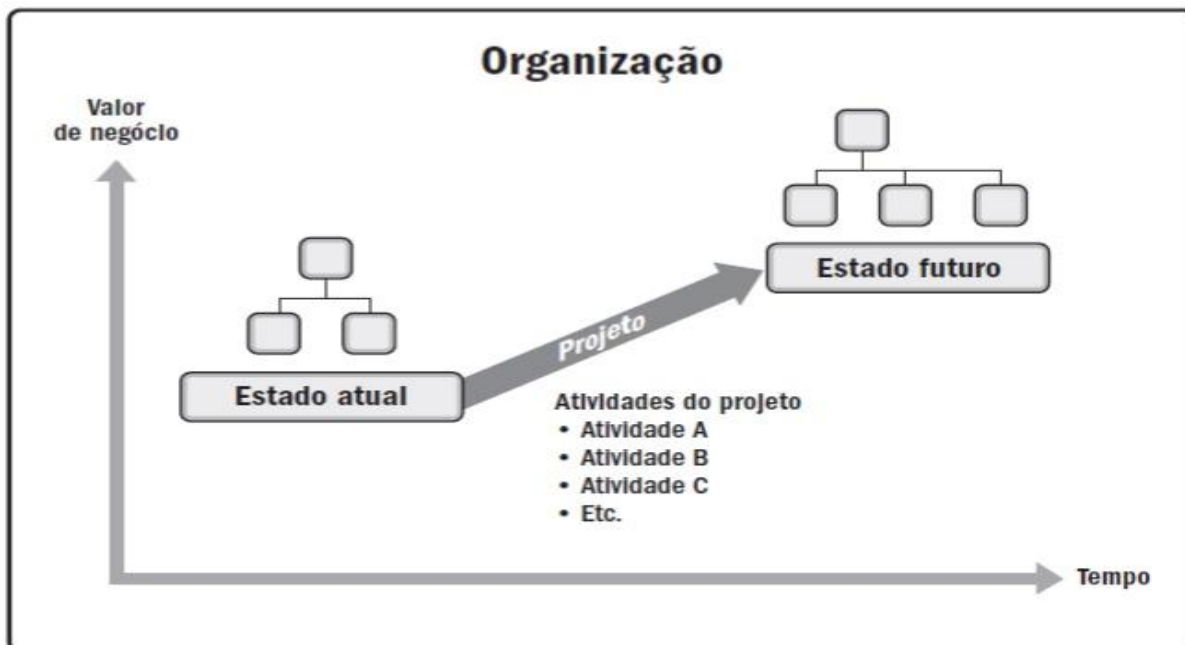 Organização
Valor
de negócio
Estado futuro
Projeto
Estado atual
Atividades do projeto
• Atividade A
• Atividade B
• Atividade C
• Etc.
Tempo